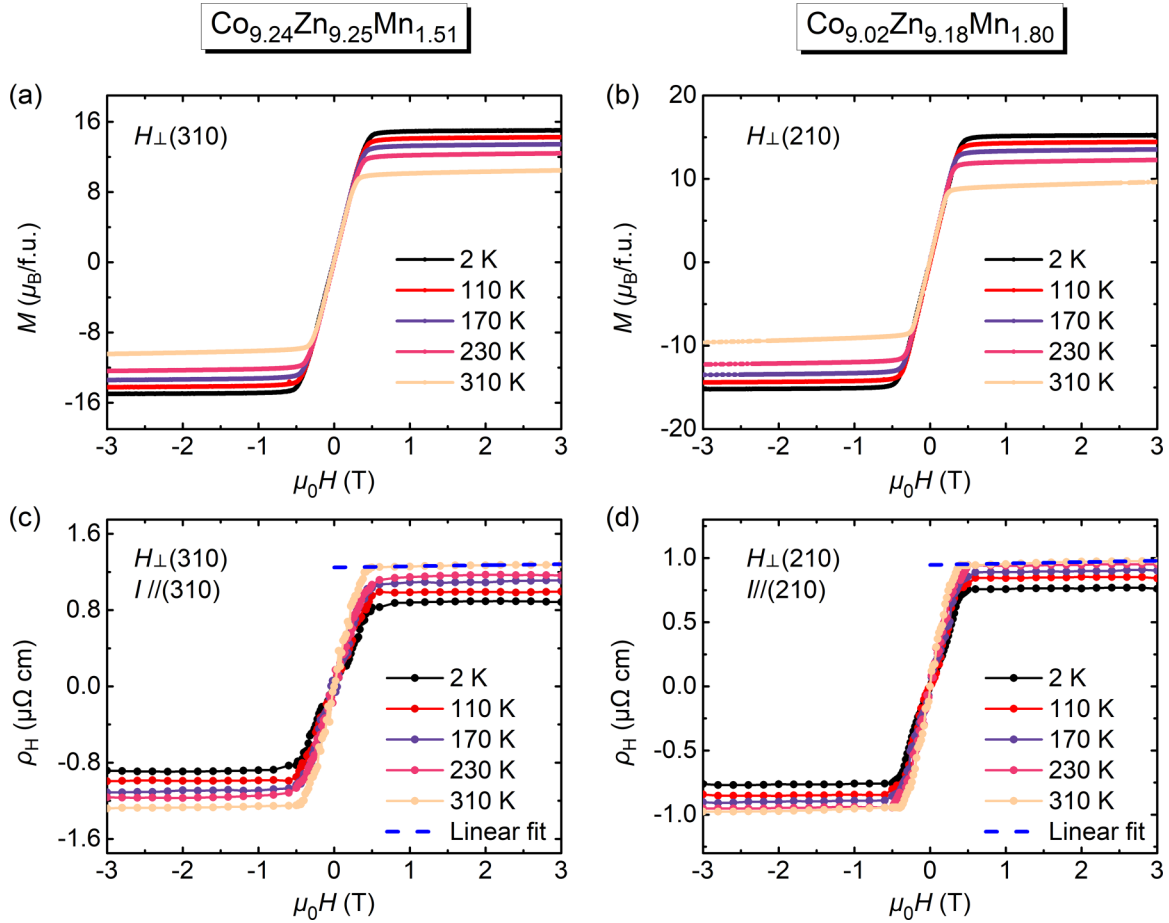 Co9.24Zn9.25Mn1.51
Co9.02Zn9.18Mn1.80
(a)
H⊥(310)
M (μB/f.u.)
16
8
0
-8
-16
-3 -2 -1 0 1 2 3
μ0H (T)
2 K
110 K
170 K
230 K
310 K
(b)
H⊥(210)
M (μB/f.u.)
20
10
0
-10
-20
-3 -2 -1 0 1 2 3
μ0H (T)
2 K
110 K
170 K
230 K
310 K
(c)
H⊥(310)
I //(310)
ρH (μΩ cm)
1.6
0.8
0.0
-0.8
-1.6
-3 -2 -1 0 1 2 3
μ0H (T)
2 K
110 K
170 K
230 K
310 K
Linear fit
(d)
H⊥(210)
I//(210)
ρH (μΩ cm)
1.0
0.5
0.0
-0.5
-1.0
-3 -2 -1 0 1 2 3
μ0H (T)
2 K
110 K
170 K
230 K
310 K
Linear fit